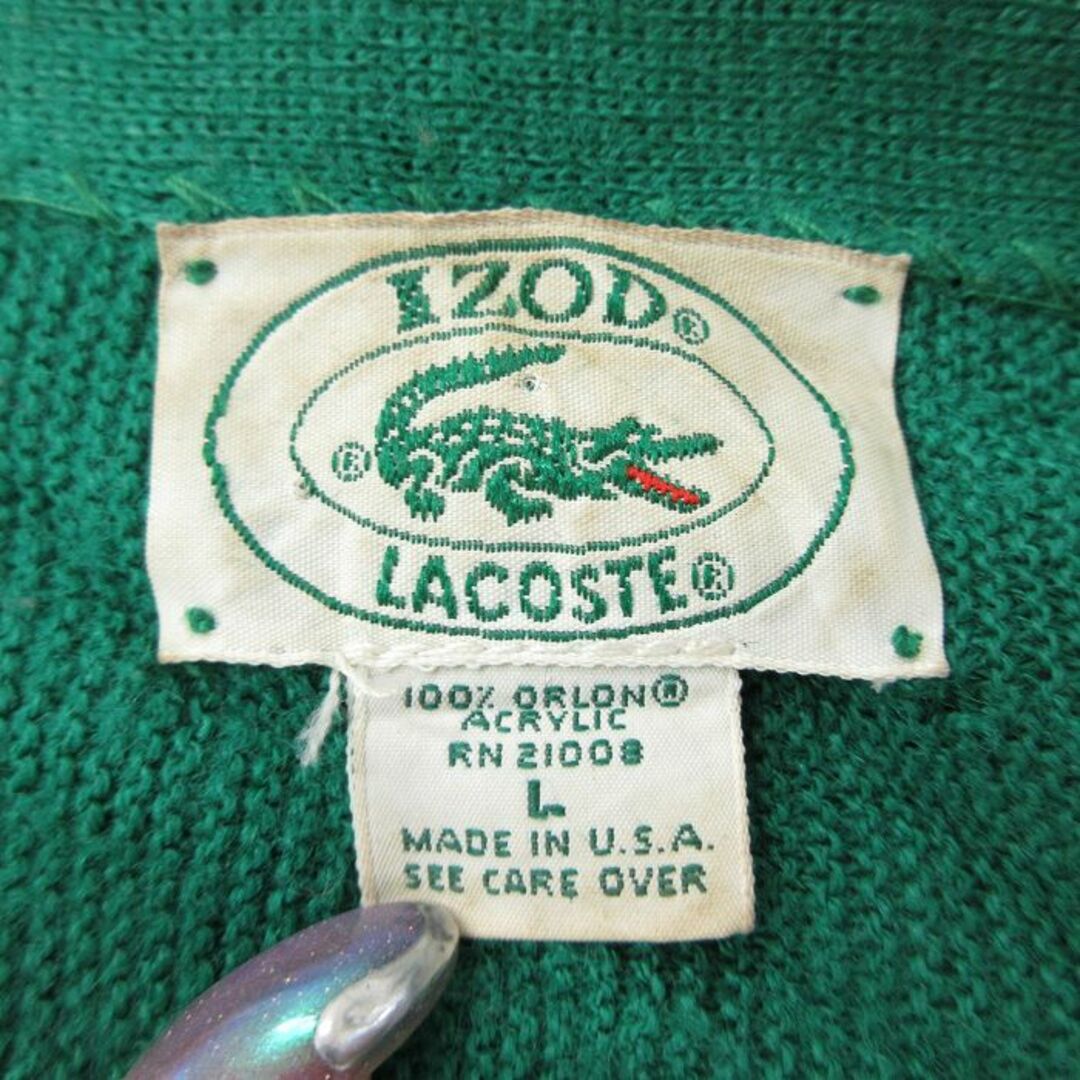 IZOD®
®
LACOSTE®
100% ORLON®
ACRYLIC
RN 21008
L
MADE IN U.S.A.
SEE CARE OVER